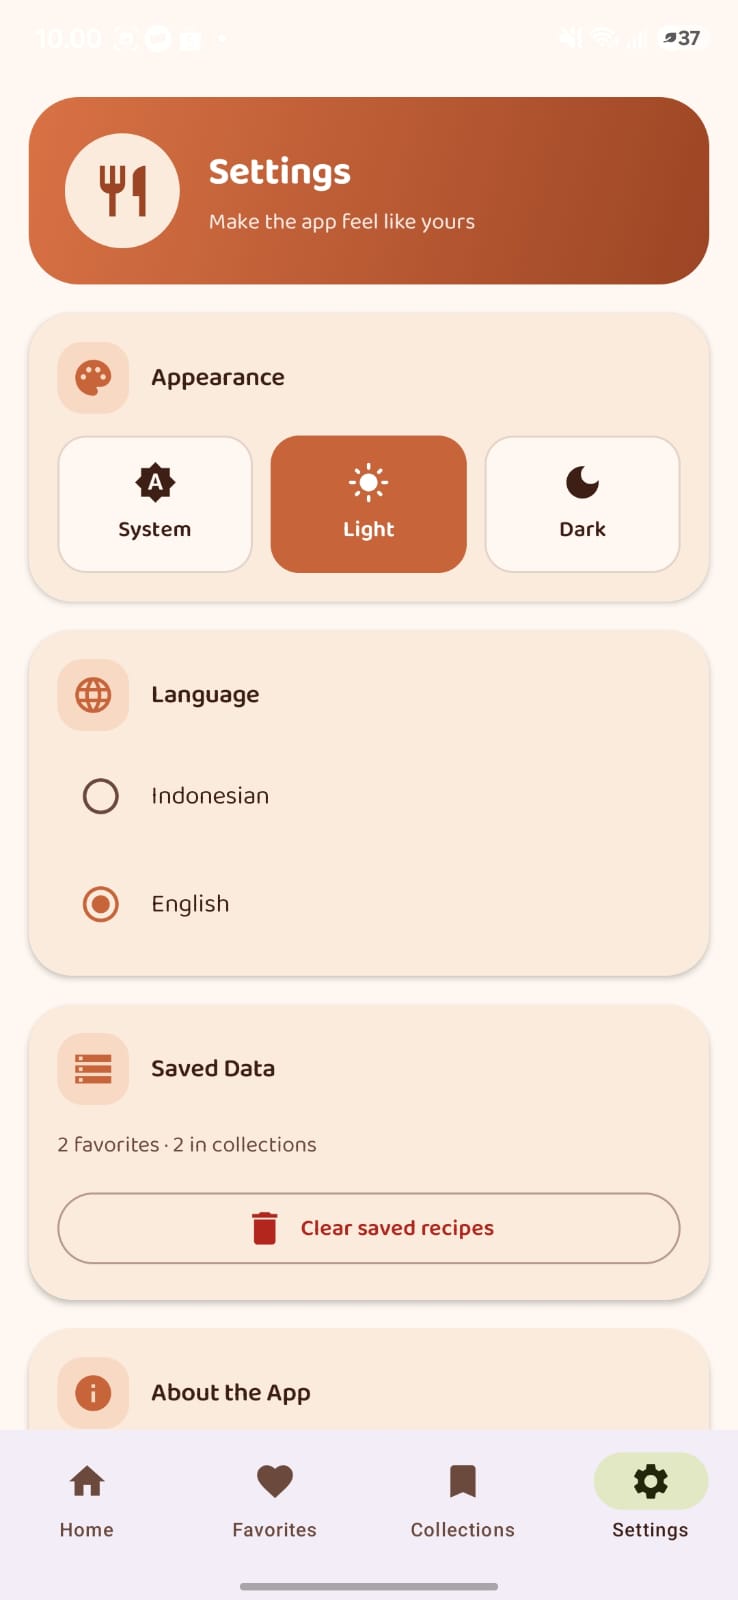 10.00
37
Settings
Make the app feel like yours
Appearance
A
System
Light
Dark
Language
Indonesian
English
Saved Data
2 favorites · 2 in collections
Clear saved recipes
About the App
Home
Favorites
Collections
Settings